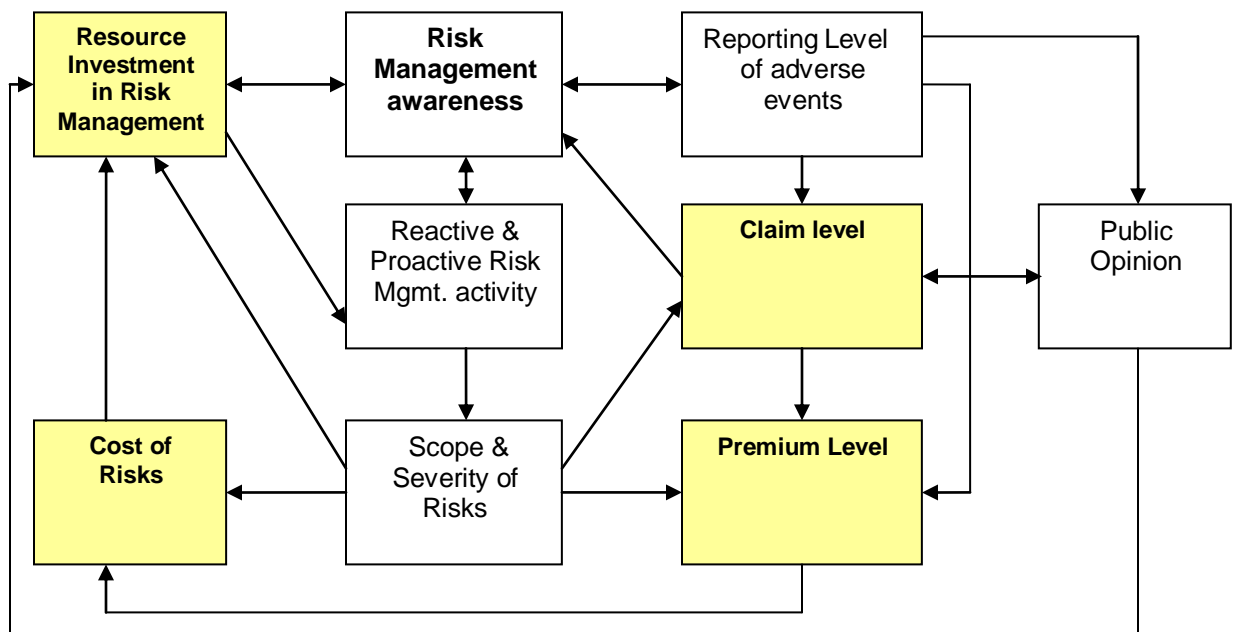 Resource
Investment
in Risk
Management
Risk
Management
awareness
Reporting Level
of adverse
events
Reactive &
Proactive Risk
Mgmt. activity
Claim level
Public
Opinion
Cost of
Risks
Scope &
Severity of
Risks
Premium Level